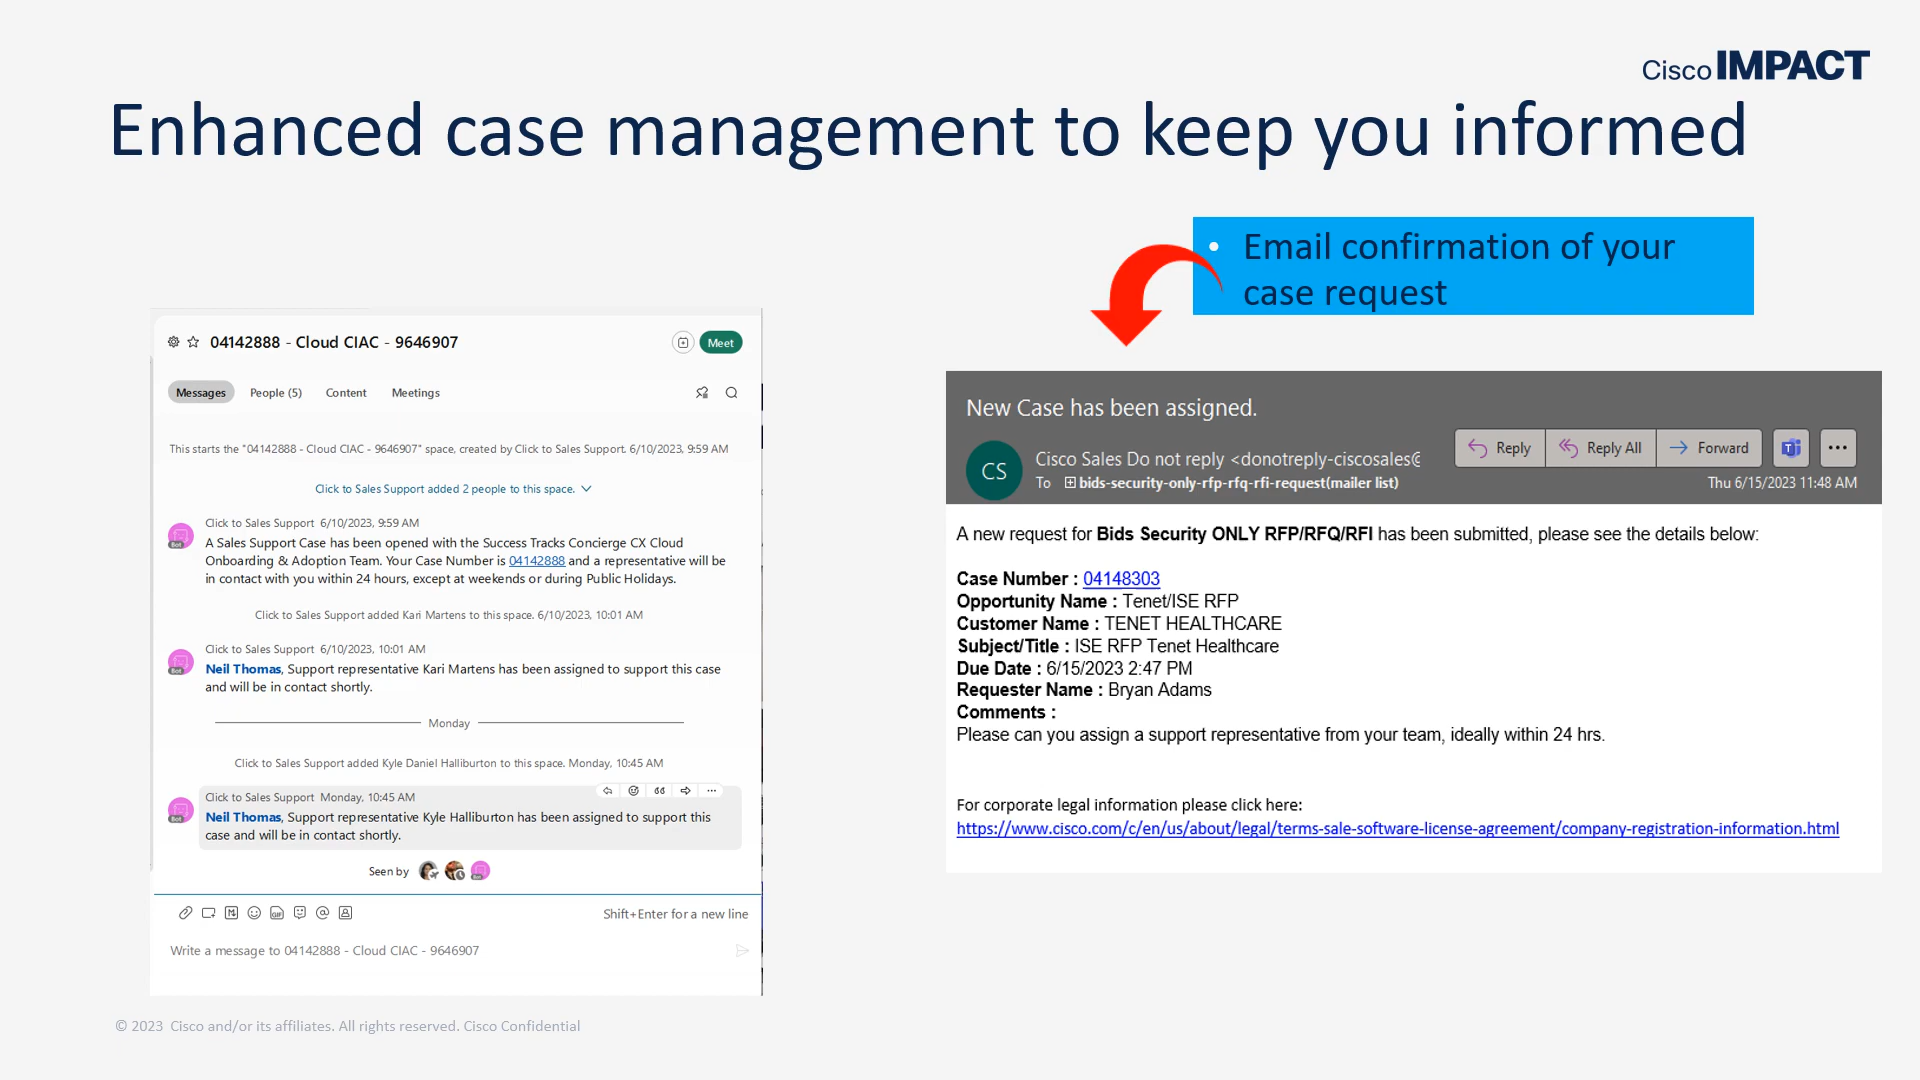 Cisco IMPACT
Enhanced case management to keep you informed
• Email confirmation of your
case request
04142888 - Cloud CIAC - 9646907
Meet
Messages People (5) Content Meetings
This starts the "04142888 - Cloud CIAC - 9646907" space, created by Click to Sales Support. 6/10/2023, 9:59 AM
Click to Sales Support added 2 people to this space.
Click to Sales Support 6/10/2023, 9:59 AM
A Sales Support Case has been opened with the Success Tracks Concierge CX Cloud
Onboarding & Adoption Team. Your Case Number is 04142888 and a representative will be
in contact with you within 24 hours, except at weekends or during Public Holidays.
Bot
Click to Sales Support added Kari Martens to this space. 6/10/2023, 10:01 AM
Click to Sales Support 6/10/2023, 10:01 AM
Neil Thomas, Support representative Kari Martens has been assigned to support this case
and will be in contact shortly.
Bot
Monday
Click to Sales Support added Kyle Daniel Halliburton to this space. Monday, 10:45 AM
Click to Sales Support Monday, 10:45 AM
Neil Thomas, Support representative Kyle Halliburton has been assigned to support this
case and will be in contact shortly.
Bot
Seen by
Shift+Enter for a new line
Write a message to 04142888 - Cloud CIAC - 9646907
New Case has been assigned.
CS
Cisco Sales Do not reply <donotreply-ciscosales@
To bids-security-only-rfp-rfq-rfi-request(mailer list)
Reply Reply All Forward
Thu 6/15/2023 11:48 AM
A new request for Bids Security ONLY RFP/RFQ/RFI has been submitted, please see the details below:
Case Number : 04148303
Opportunity Name : Tenet/ISE RFP
Customer Name : TENET HEALTHCARE
Subject/Title : ISE RFP Tenet Healthcare
Due Date : 6/15/2023 2:47 PM
Requester Name : Bryan Adams
Comments :
Please can you assign a support representative from your team, ideally within 24 hrs.
For corporate legal information please click here:
https://www.cisco.com/c/en/us/about/legal/terms-sale-software-license-agreement/company-registration-information.html
© 2023 Cisco and/or its affiliates. All rights reserved. Cisco Confidential